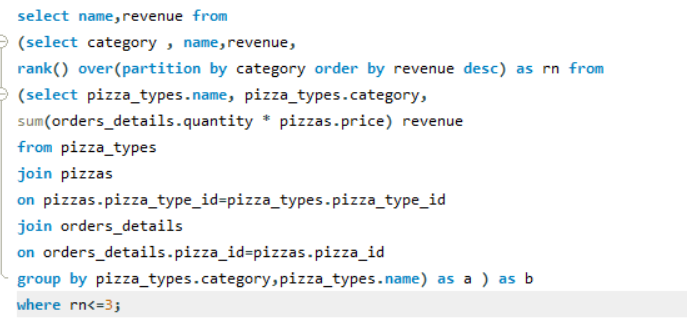 select name,revenue from
(select category , name,revenue,
rank() over(partition by category order by revenue desc) as rn from
(select pizza_types.name, pizza_types.category,
sum(orders_details.quantity * pizzas.price) revenue
from pizza_types
join pizzas
on pizzas.pizza_type_id=pizza_types.pizza_type_id
join orders_details
on orders_details.pizza_id=pizzas.pizza_id
group by pizza_types.category,pizza_types.name) as a ) as b
where rn<=3;